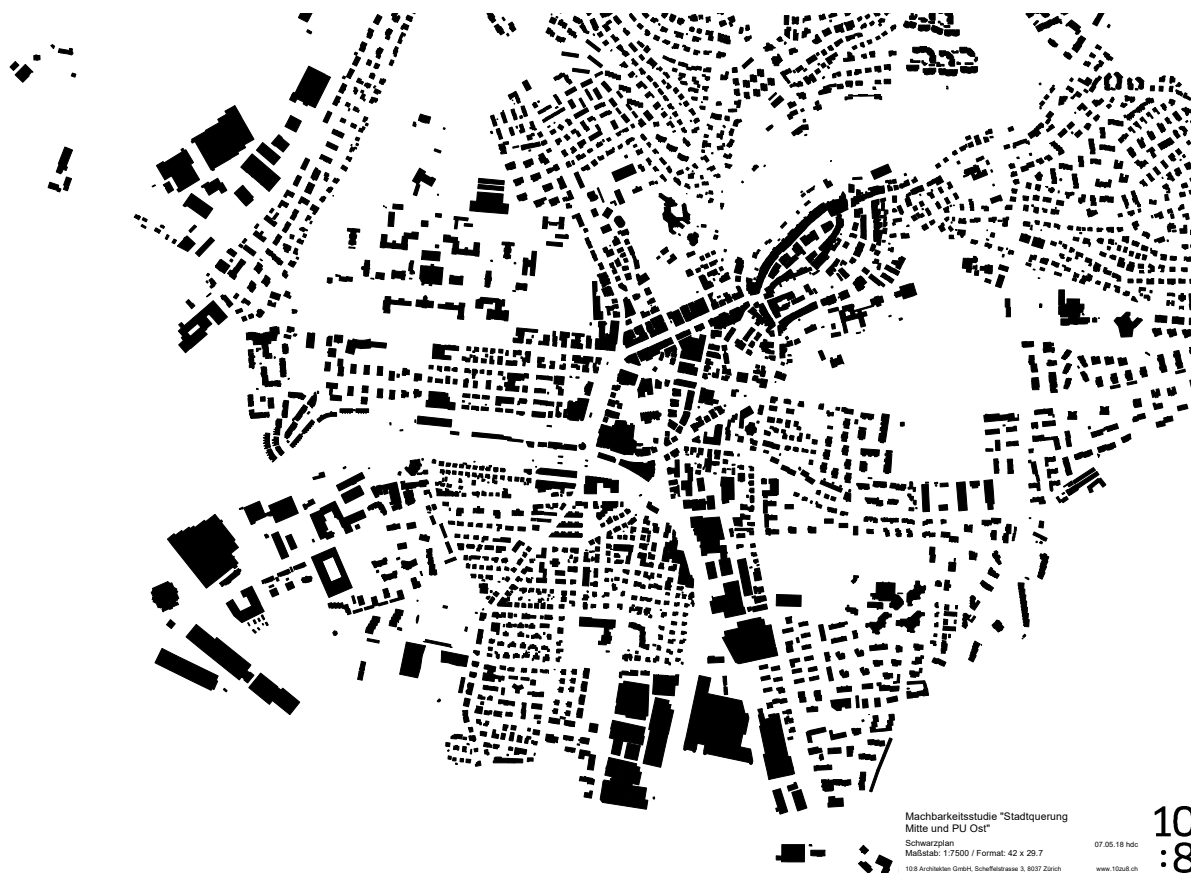 Machbarkeitsstudie "Stadtquerung
Mitte und PU Ost"
Schwarzplan
07.05.18 hdc
Maßstab: 1:7500 / Format: 42 x 29.7
10:8 Architekten GmbH, Scheffelstrasse 3, 8037 Zürich
www.10zu8.ch
10
:8